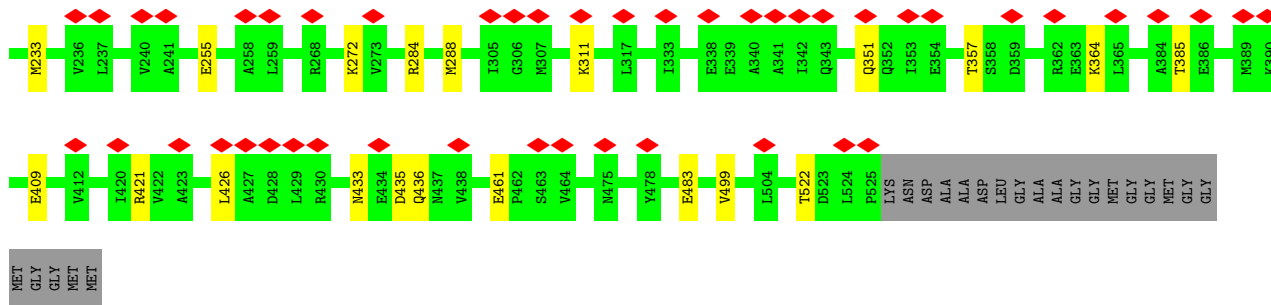 M233 V236 L237 V240 A241 E255 A258 L259 R268 K272 V273 R284 M288 I305 G306 M307 K311 L317 I333 E338 E339 A340 A341 I342 Q343 Q351 Q352 I353 E354 T357 S358 D359 R362 E363 K364 L365 A384 T385 E386 M389 K390
E409 V412 I420 R421 V422 A423 L426 A427 D428 L429 R430 N433 E434 D435 Q436 N437 V438 E461 P462 S463 V464 N475 Y478 E483 V499 L504 T522 D523 L524 P525 LYS ASN ASP ALA ALA ASP LEU GLY ALA ALA GLY GLY MET GLY GLY MET GLY GLY
MET GLY GLY MET MET